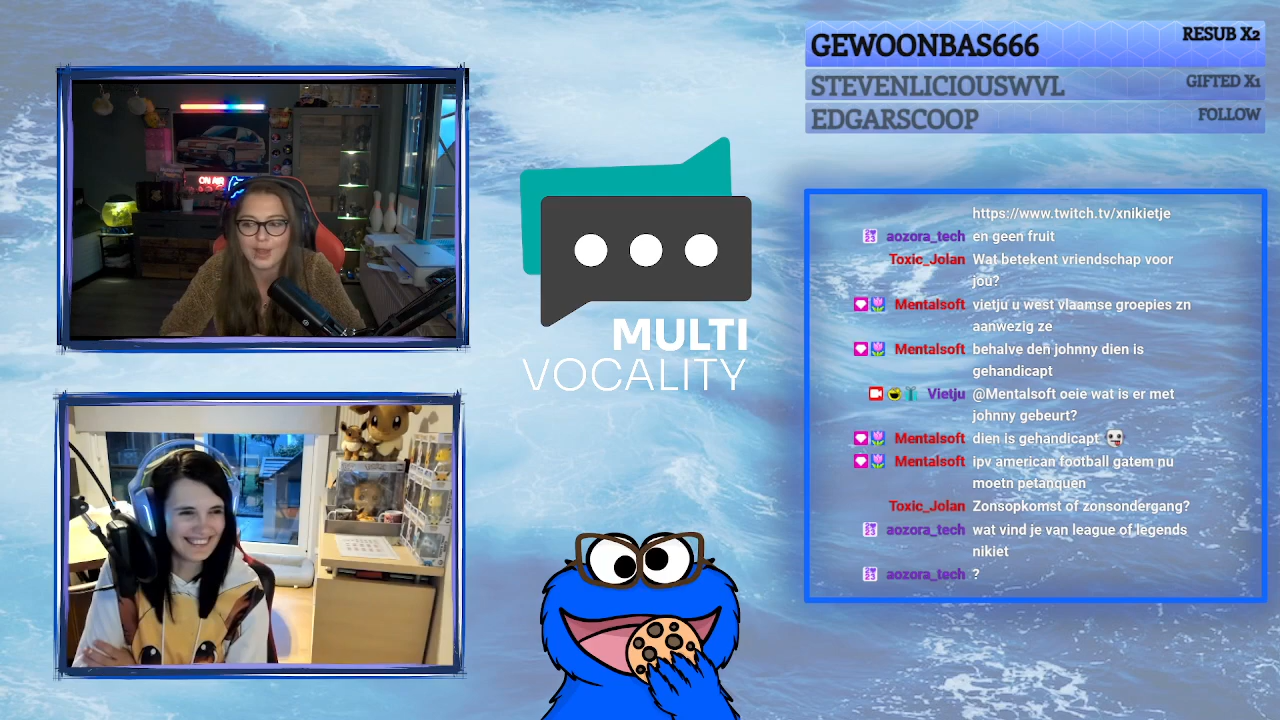 GEWOONBAS666 RESUB X2
STEVENLICIOUSWVL GIFTED X1
EDGARSCOOP FOLLOW
ON AIR
MULTI
VOCALITY
https://www.twitch.tv/xnikietje
aozora_tech en geen fruit
Toxic_Jolan Wat betekent vriendschap voor
jou?
Mentalsoft vietju u west vlaamse groepies zn
aanwezig ze
Mentalsoft behalve den johnny dien is
gehandicapt
Vietju @Mentalsoft oeie wat is er met
johnny gebeurt?
Mentalsoft dien is gehandicapt
Mentalsoft ipv american football gatem nu
moetn petanquen
Toxic_Jolan Zonsopkomst of zonsondergang?
aozora_tech wat vind je van league of legends
nikiet
aozora_tech ?